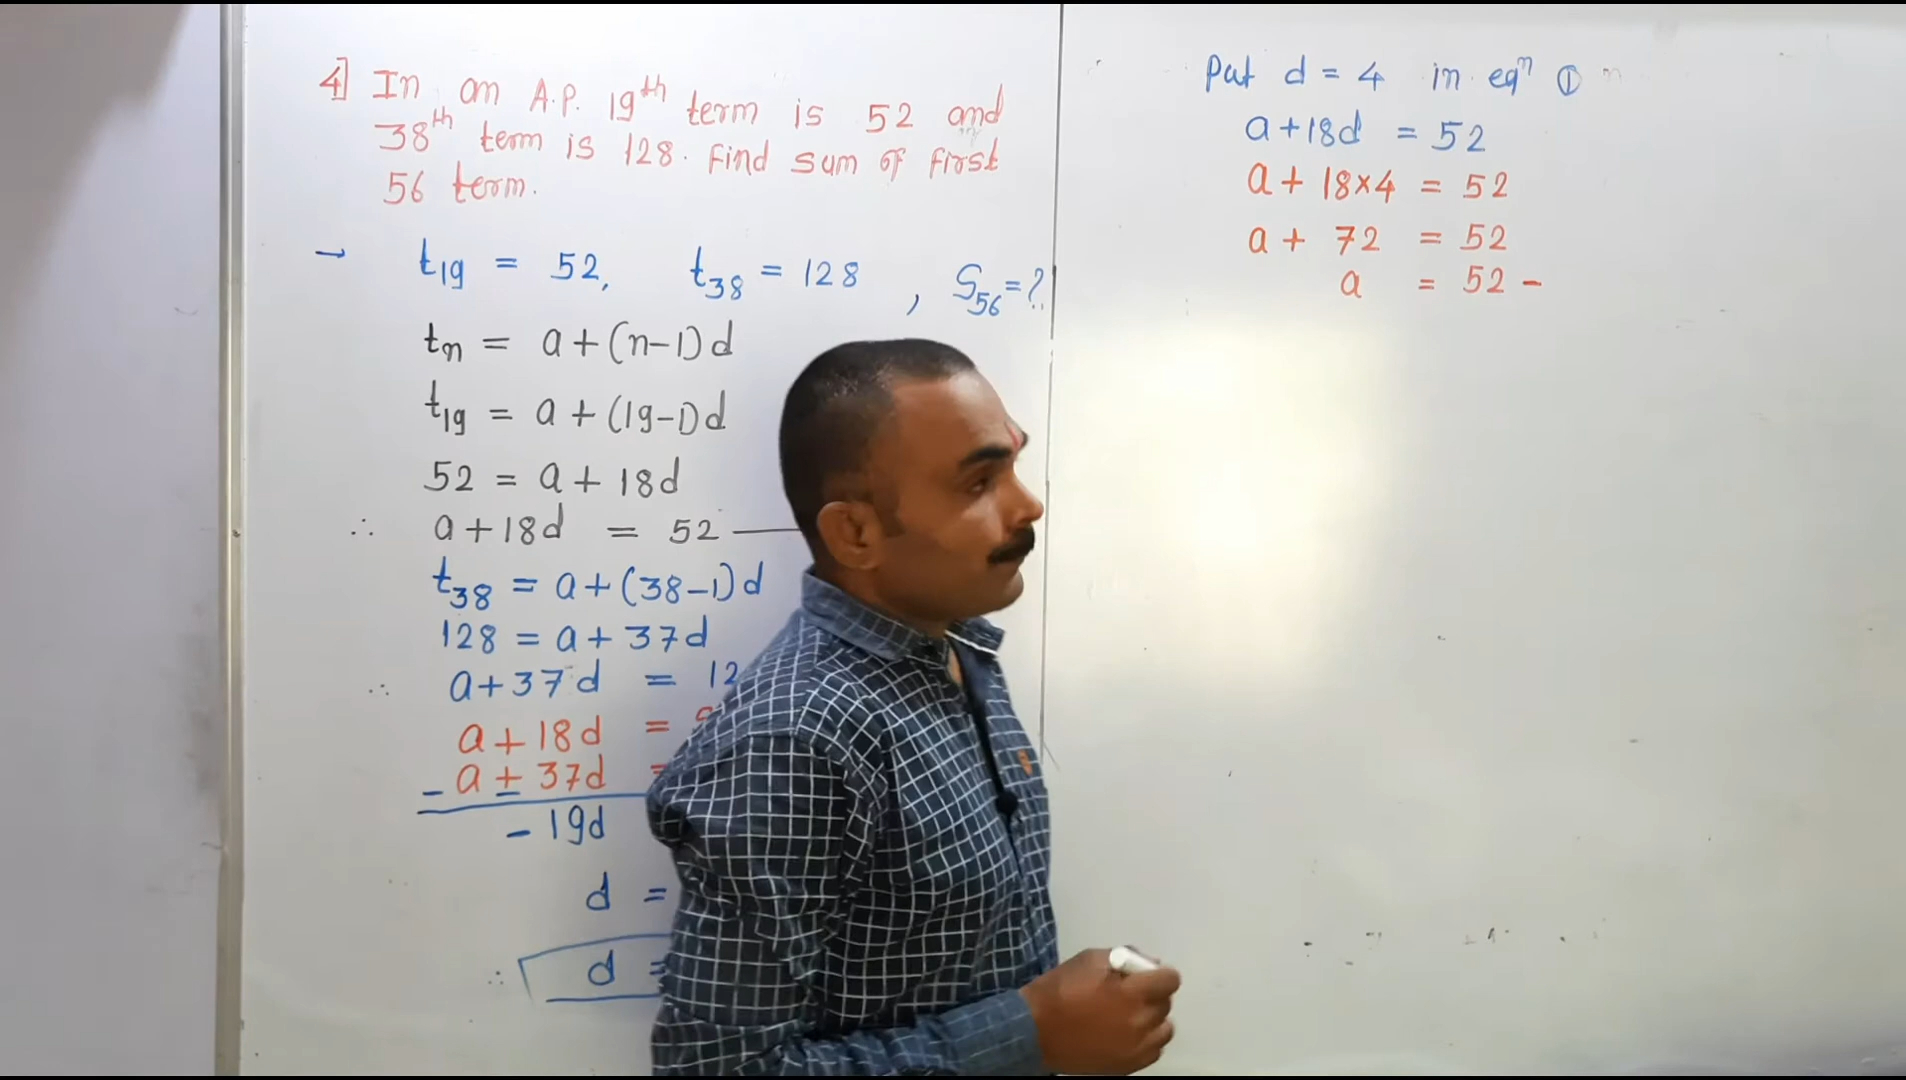 4] In an A.P. 19th term is 52 and
38th term is 128. Find sum of first
56 term.
→ t19 = 52, t38 = 128 , S56 = ?
tn = a + (n-1)d
t19 = a + (19-1)d
52 = a + 18d
∴ a + 18d = 52
t38 = a + (38-1)d
128 = a + 37d
∴ a + 37d = 12
a + 18d =
- a ± 37d =
- 19d
d =
∴ d =
Put d = 4 in eqn ①
a + 18d = 52
a + 18×4 = 52
a + 72 = 52
a = 52 -